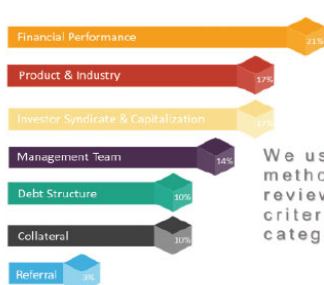 Financial Performance
21%
Product & Industry
17%
Investor Syndicate & Capitalization
17%
Management Team
14%
Debt Structure
10%
Collateral
10%
Referral
3%
We us
metho
review
criter
categ